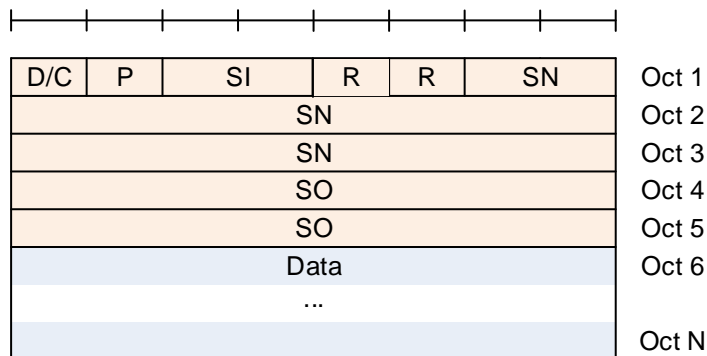 D/C P SI R R SN Oct 1
SN Oct 2
SN Oct 3
SO Oct 4
SO Oct 5
Data Oct 6
...
Oct N